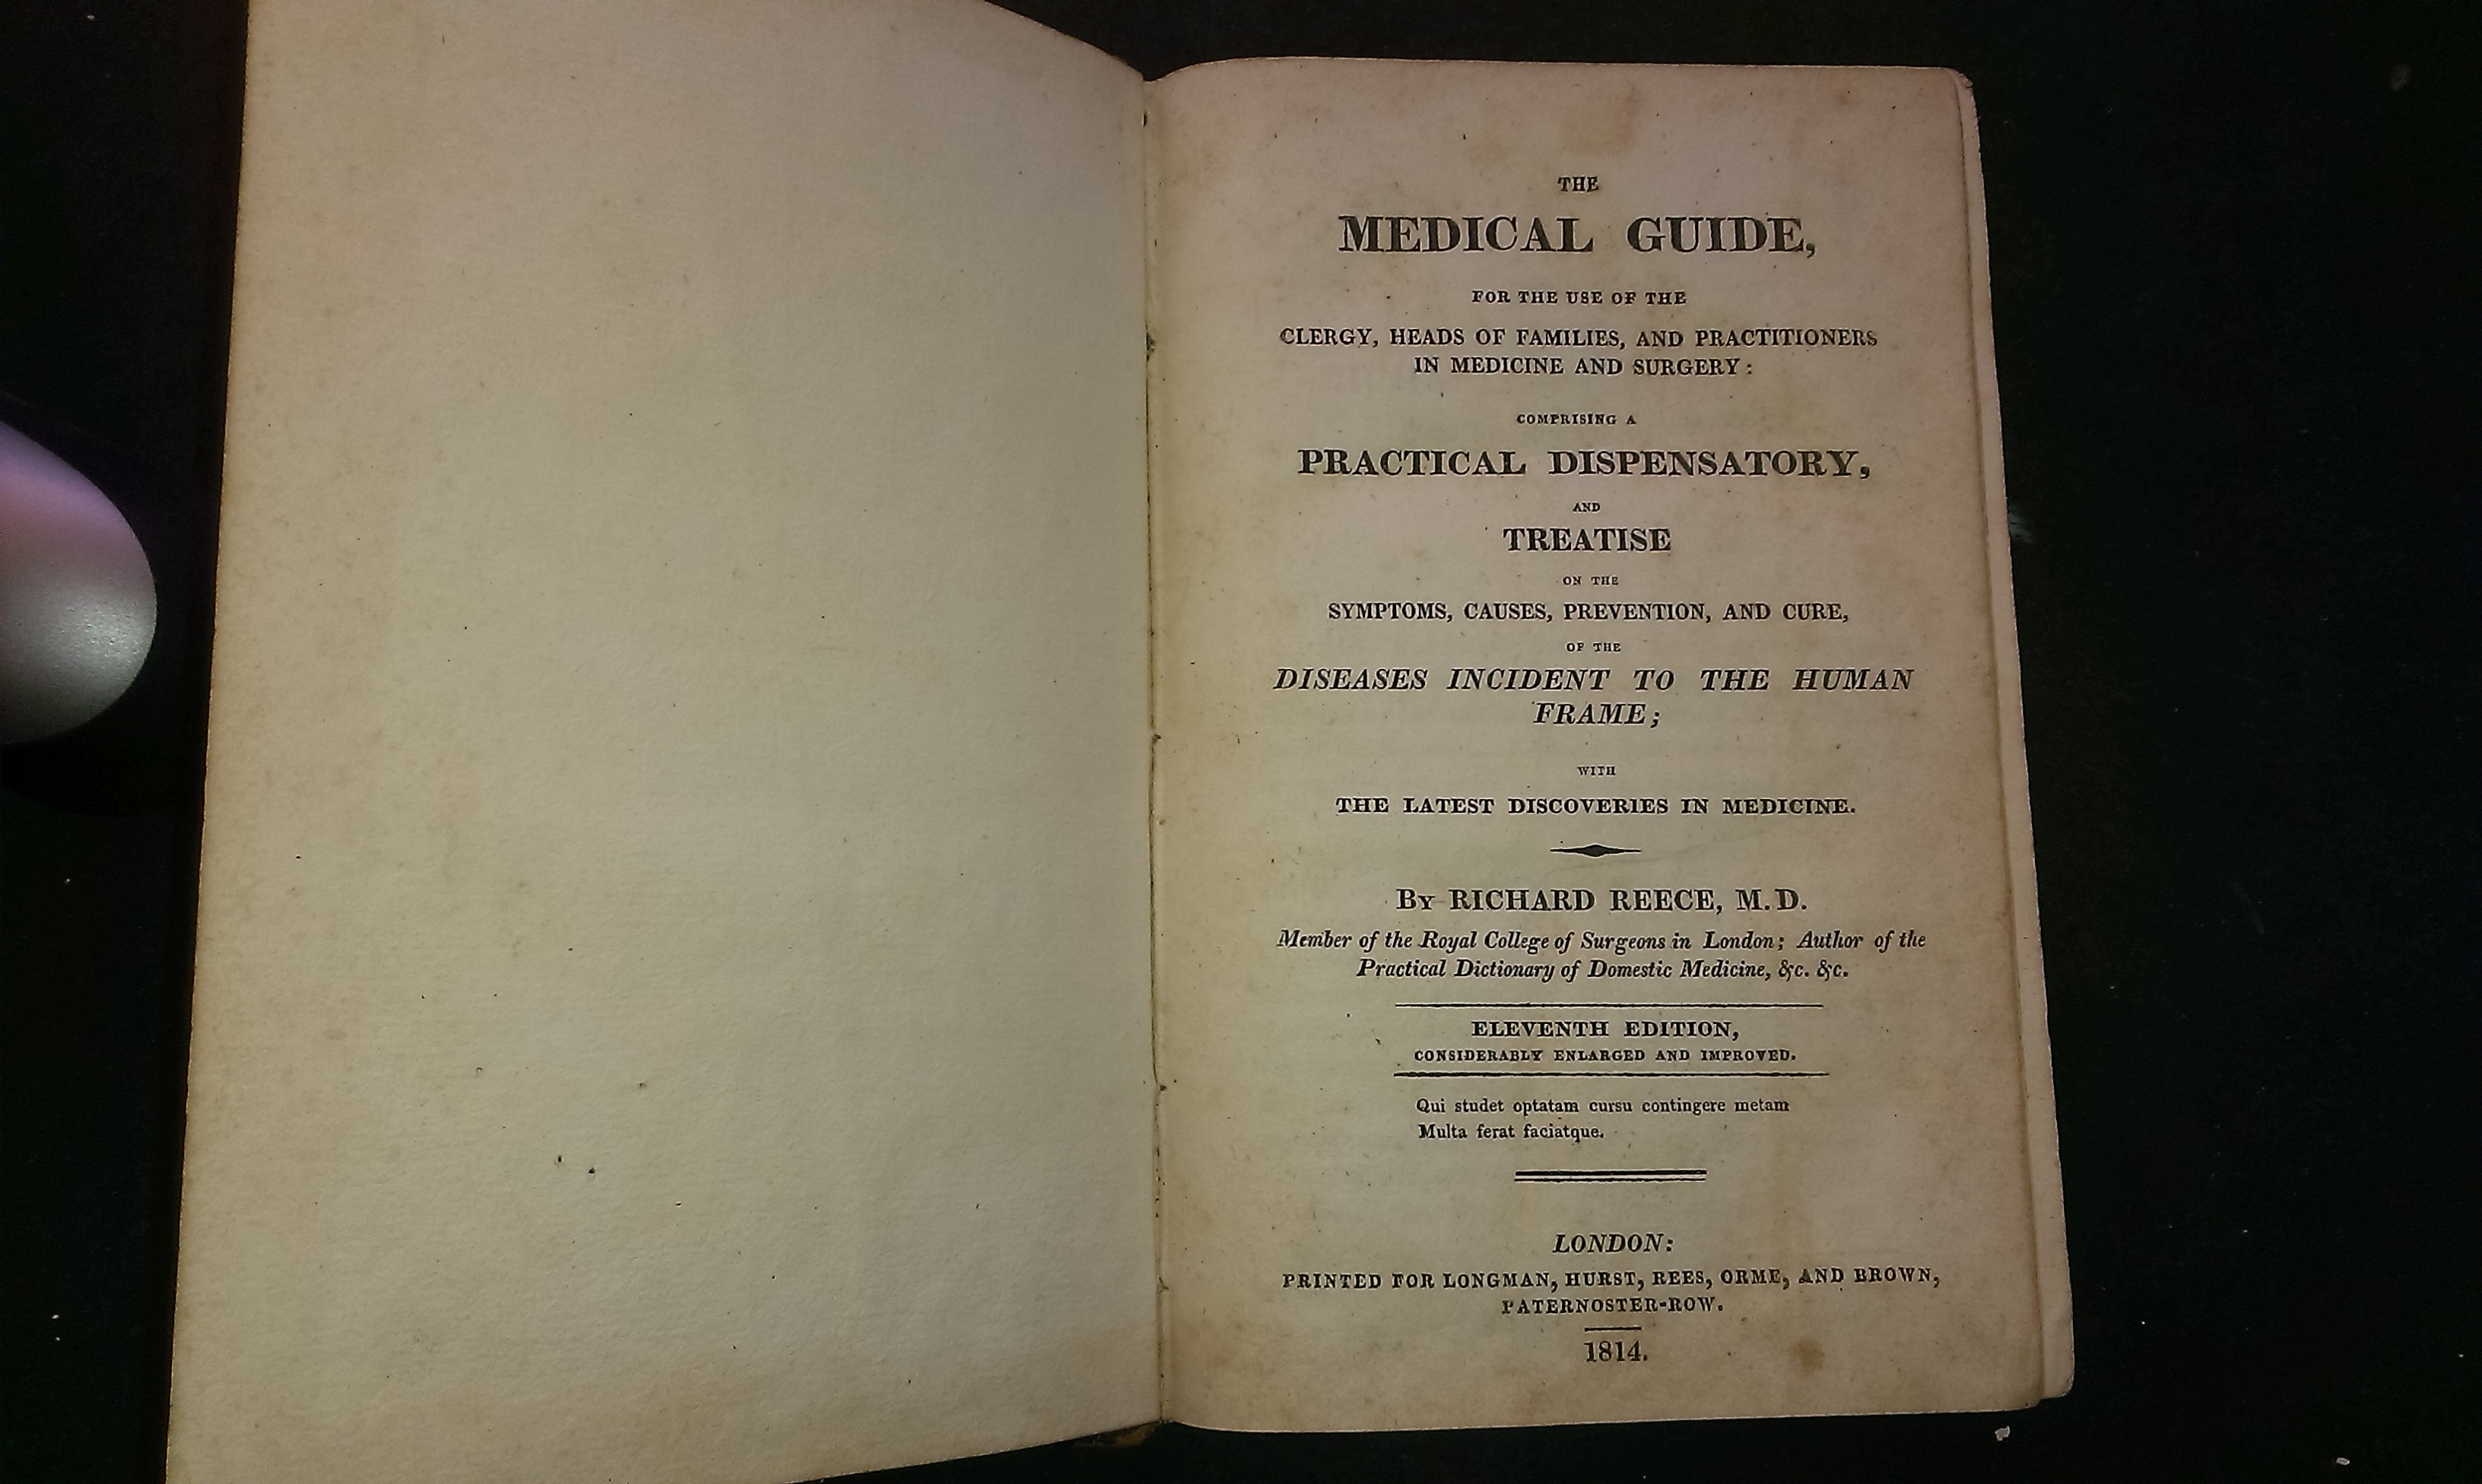 THE
MEDICAL GUIDE,
FOR THE USE OF THE
CLERGY, HEADS OF FAMILIES, AND PRACTITIONERS
IN MEDICINE AND SURGERY:
COMPRISING A
PRACTICAL DISPENSATORY,
AND
TREATISE
ON THE
SYMPTOMS, CAUSES, PREVENTION, AND CURE,
OF THE
DISEASES INCIDENT TO THE HUMAN
FRAME;
WITH
THE LATEST DISCOVERIES IN MEDICINE.
By RICHARD REECE, M.D.
Member of the Royal College of Surgeons in London; Author of the
Practical Dictionary of Domestic Medicine, &c. &c.
ELEVENTH EDITION,
CONSIDERABLY ENLARGED AND IMPROVED.
Qui studet optatam cursu contingere metam
Multa ferat faciatque.
LONDON:
PRINTED FOR LONGMAN, HURST, REES, ORME, AND BROWN,
PATERNOSTER-ROW.
1814.